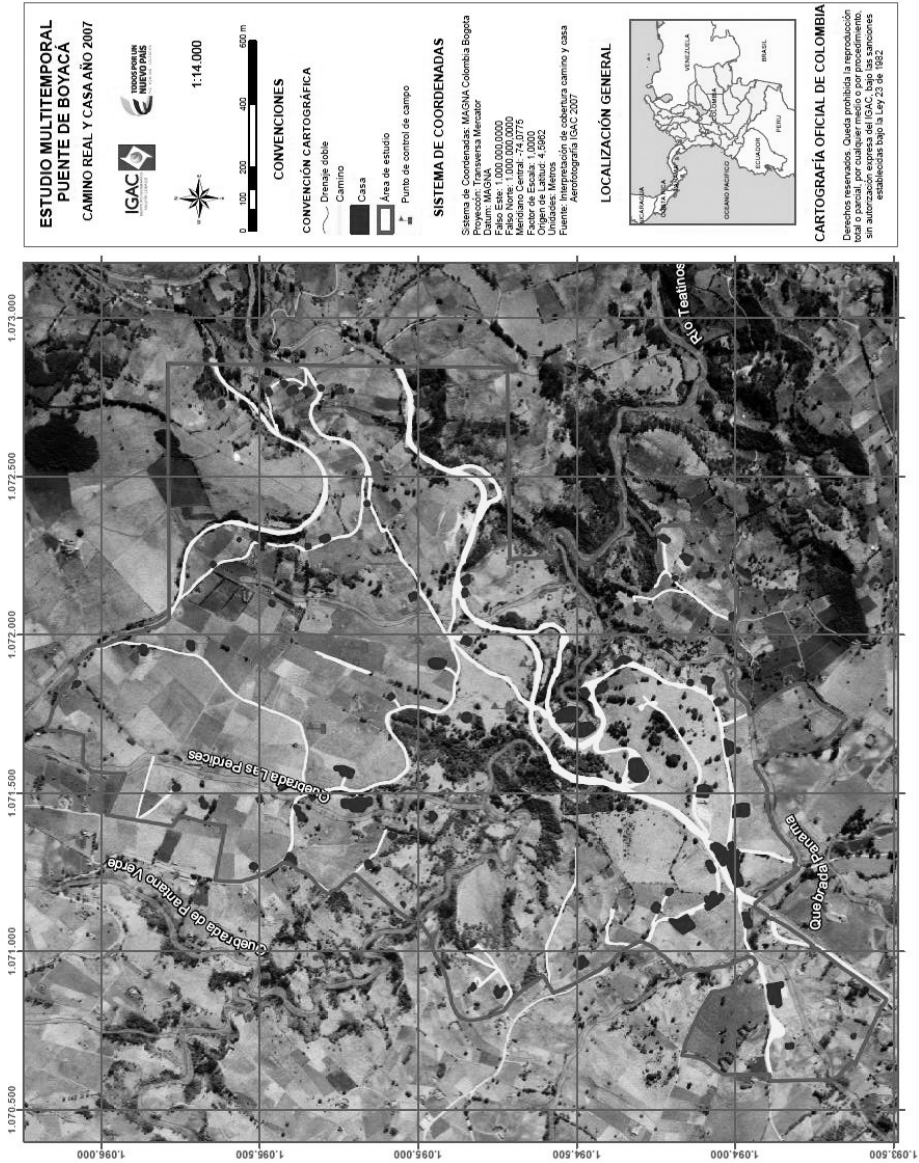 ESTUDIO MULTITEMPORAL
PUENTE DE BOYACÁ
CAMINO REAL Y CASA AÑO 2007
IGAC
TODOS POR UN
NUEVO PAÍS
1:14.000
0 100 200 400 600 m
CONVENCIONES
CONVENCIÓN CARTOGRÁFICA
Drenaje doble
Camino
Casa
Área de estudio
Punto de control de campo
SISTEMA DE COORDENADAS
Sistema de Coordenadas: MAGNA Colombia Bogota
Proyección: Transversa Mercator
Datum: MAGNA
Falso Este: 1.000.000,0000
Falso Norte: 1.000.000,0000
Meridiano Central: -74,0775
Factor de Escala: 1,0000
Origen de Latitud: 4,5962
Unidades: Metros
Fuente: Interpretación de cobertura camino y casa
Aerofotografía IGAC 2007
LOCALIZACIÓN GENERAL
NICARAGUA
PANAMA
VENEZUELA
COLOMBIA
OCEANO PACIFICO
ECUADOR
PERU
BRASIL
CARTOGRAFÍA OFICIAL DE COLOMBIA
Derechos reservados. Queda prohibida la reproducción
total o parcial, por cualquier medio o por procedimiento,
sin autorización expresa del IGAC, bajo las sanciones
establecidas bajo la Ley 23 de 1982
1.070.500
1.071.000
1.071.500
1.072.000
1.072.500
1.073.000
1.096.000
1.095.500
1.095.000
1.094.500
1.094.000
1.093.500
Quebrada de Pantano Verde
Quebrada Las Perdices
Río Teatinos
Quebrada Panama